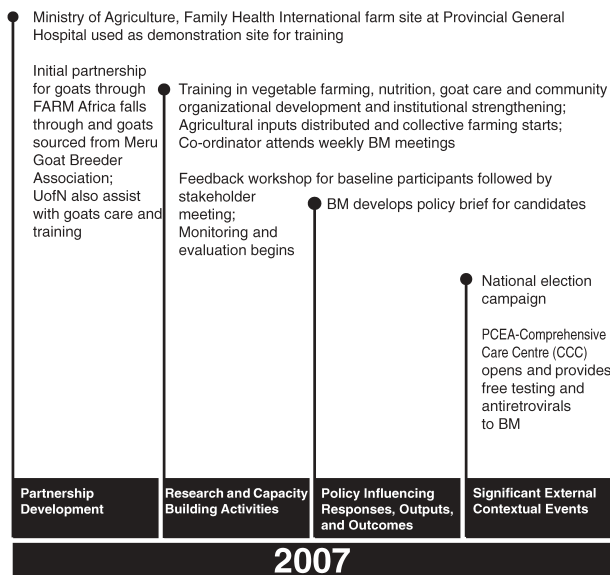 Ministry of Agriculture, Family Health International farm site at Provincial General
Hospital used as demonstration site for training
Initial partnership
for goats through
FARM Africa falls
through and goats
sourced from Meru
Goat Breeder
Association;
UofN also assist
with goats care and
training
Training in vegetable farming, nutrition, goat care and community
organizational development and institutional strengthening;
Agricultural inputs distributed and collective farming starts;
Co-ordinator attends weekly BM meetings
Feedback workshop for baseline participants followed by
stakeholder
meeting;
Monitoring and
evaluation begins
BM develops policy brief for candidates
National election
campaign
PCEA-Comprehensive
Care Centre (CCC)
opens and provides
free testing and
antiretrovirals
to BM
Partnership
Development
Research and Capacity
Building Activities
Policy Influencing
Responses, Outputs,
and Outcomes
Significant External
Contextual Events
2007